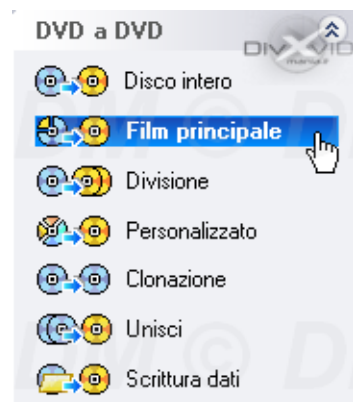 DVD a DVD
Disco intero
Film principale
Divisione
Personalizzato
Clonazione
Unisci
Scrittura dati